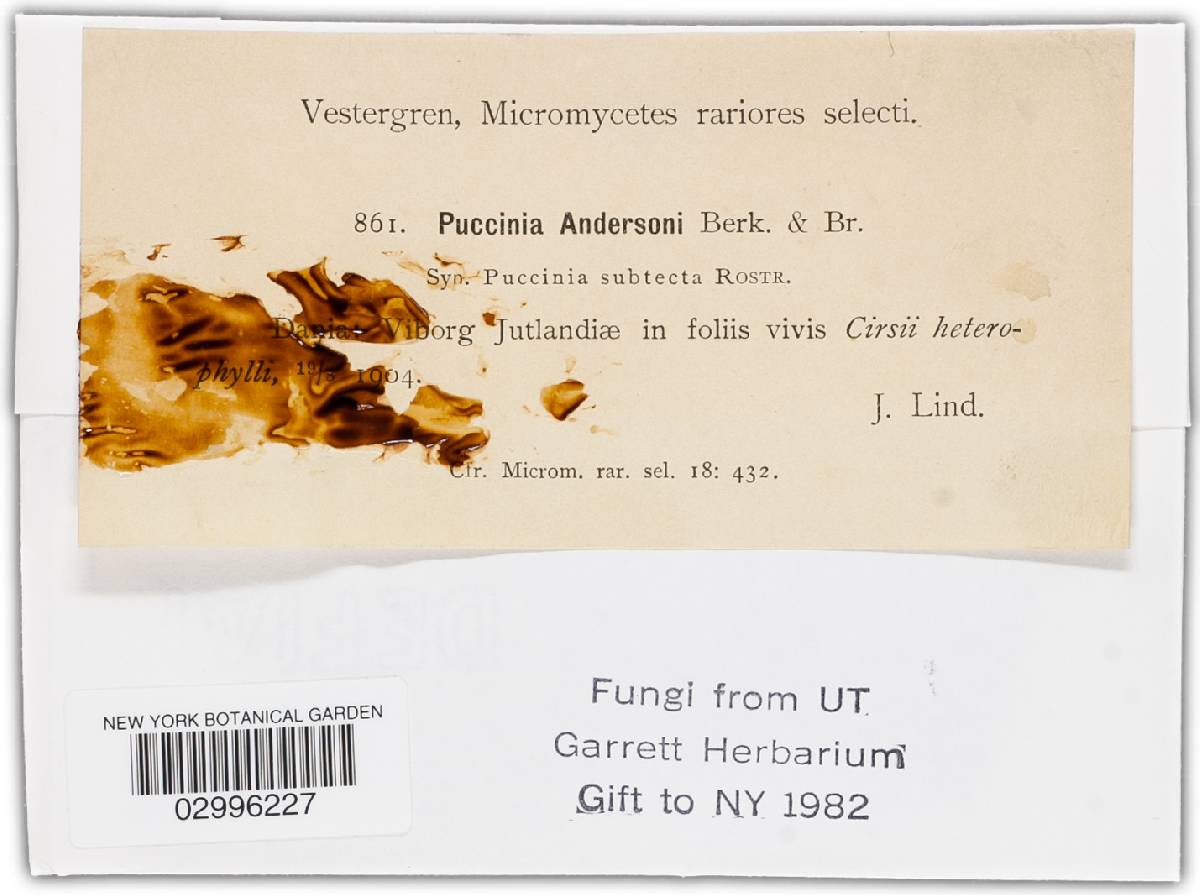 Vestergren, Micromycetes rariores selecti.
861. Puccinia Andersoni Berk. & Br.
Syn. Puccinia subtecta ROSTR.
Dania: Viborg Jutlandiæ in foliis vivis Cirsii hetero-
phylli, 1904.
J. Lind.
Cfr. Microm. rar. sel. 18: 432.
Fungi from UT
Garrett Herbarium
Gift to NY 1982
NEW YORK BOTANICAL GARDEN
02996227